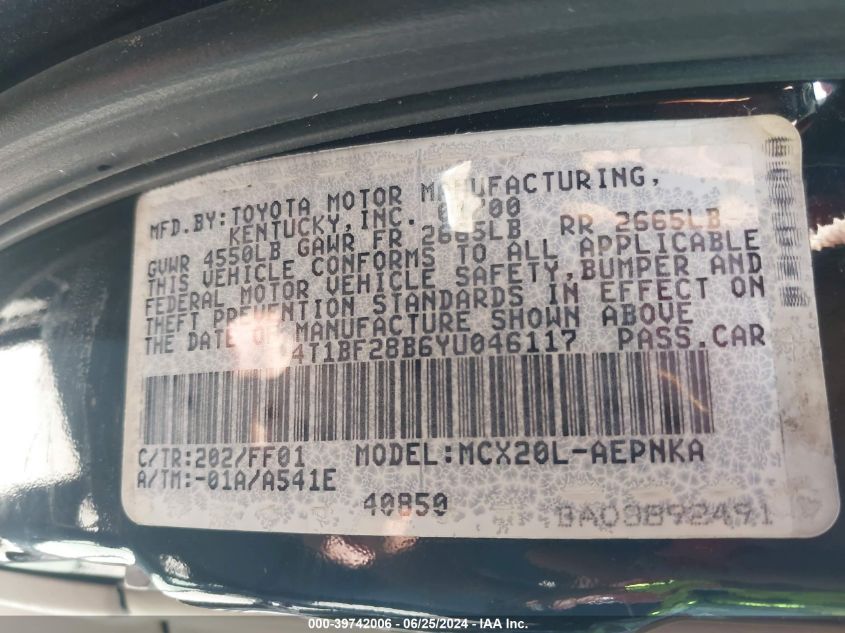 MFD.BY:TOYOTA MOTOR MANUFACTURING,
KENTUCKY,INC.
GVWR 4550LB GAWR FR 2665LB RR 2665LB
THIS VEHICLE CONFORMS TO ALL APPLICABLE
FEDERAL MOTOR VEHICLE SAFETY,BUMPER AND
THEFT PREVENTION STANDARDS IN EFFECT ON
THE DATE OF MANUFACTURE SHOWN ABOVE
4T1BF28B6YU046117 PASS.CAR
C/TR:202/FF01 MODEL:MCX20L-AEPNKA
A/TM:-01A/A541E
40850
BA03892491
000-39742006 - 06/25/2024 - IAA Inc.